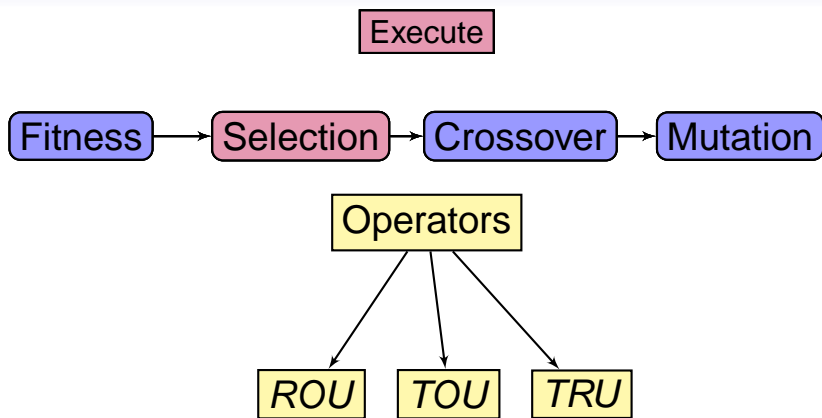 Execute
Fitness Selection Crossover Mutation
Operators
ROU TOU TRU